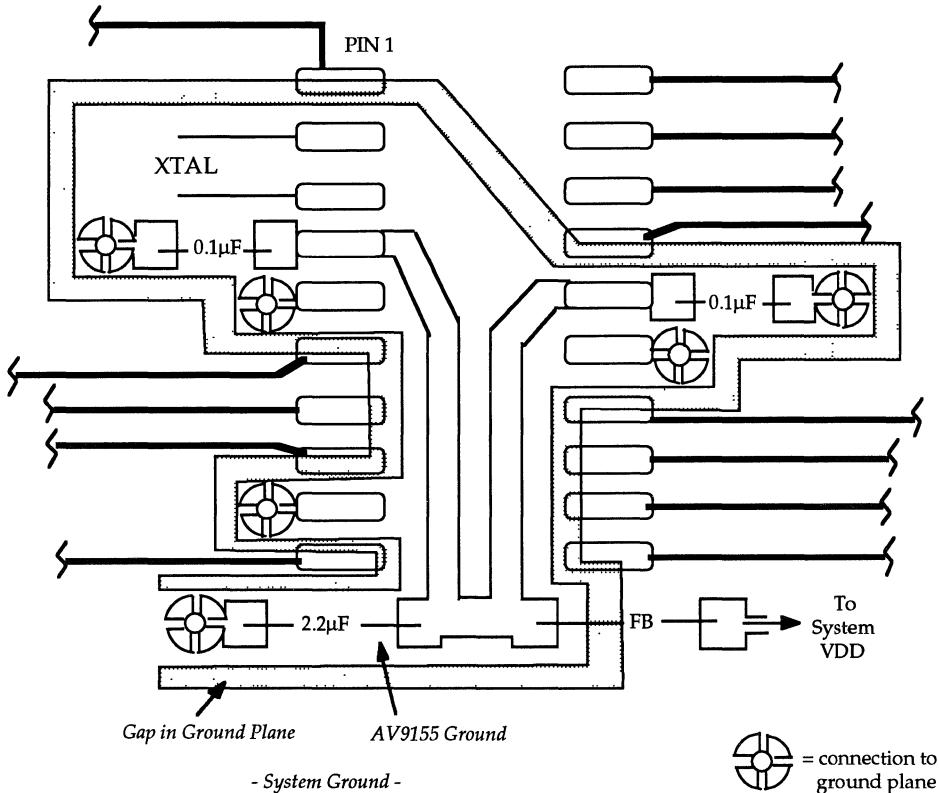 PIN 1
XTAL
0.1µF
0.1µF
2.2µF
FB
To
System
VDD
Gap in Ground Plane
AV9155 Ground
- System Ground -
= connection to
ground plane